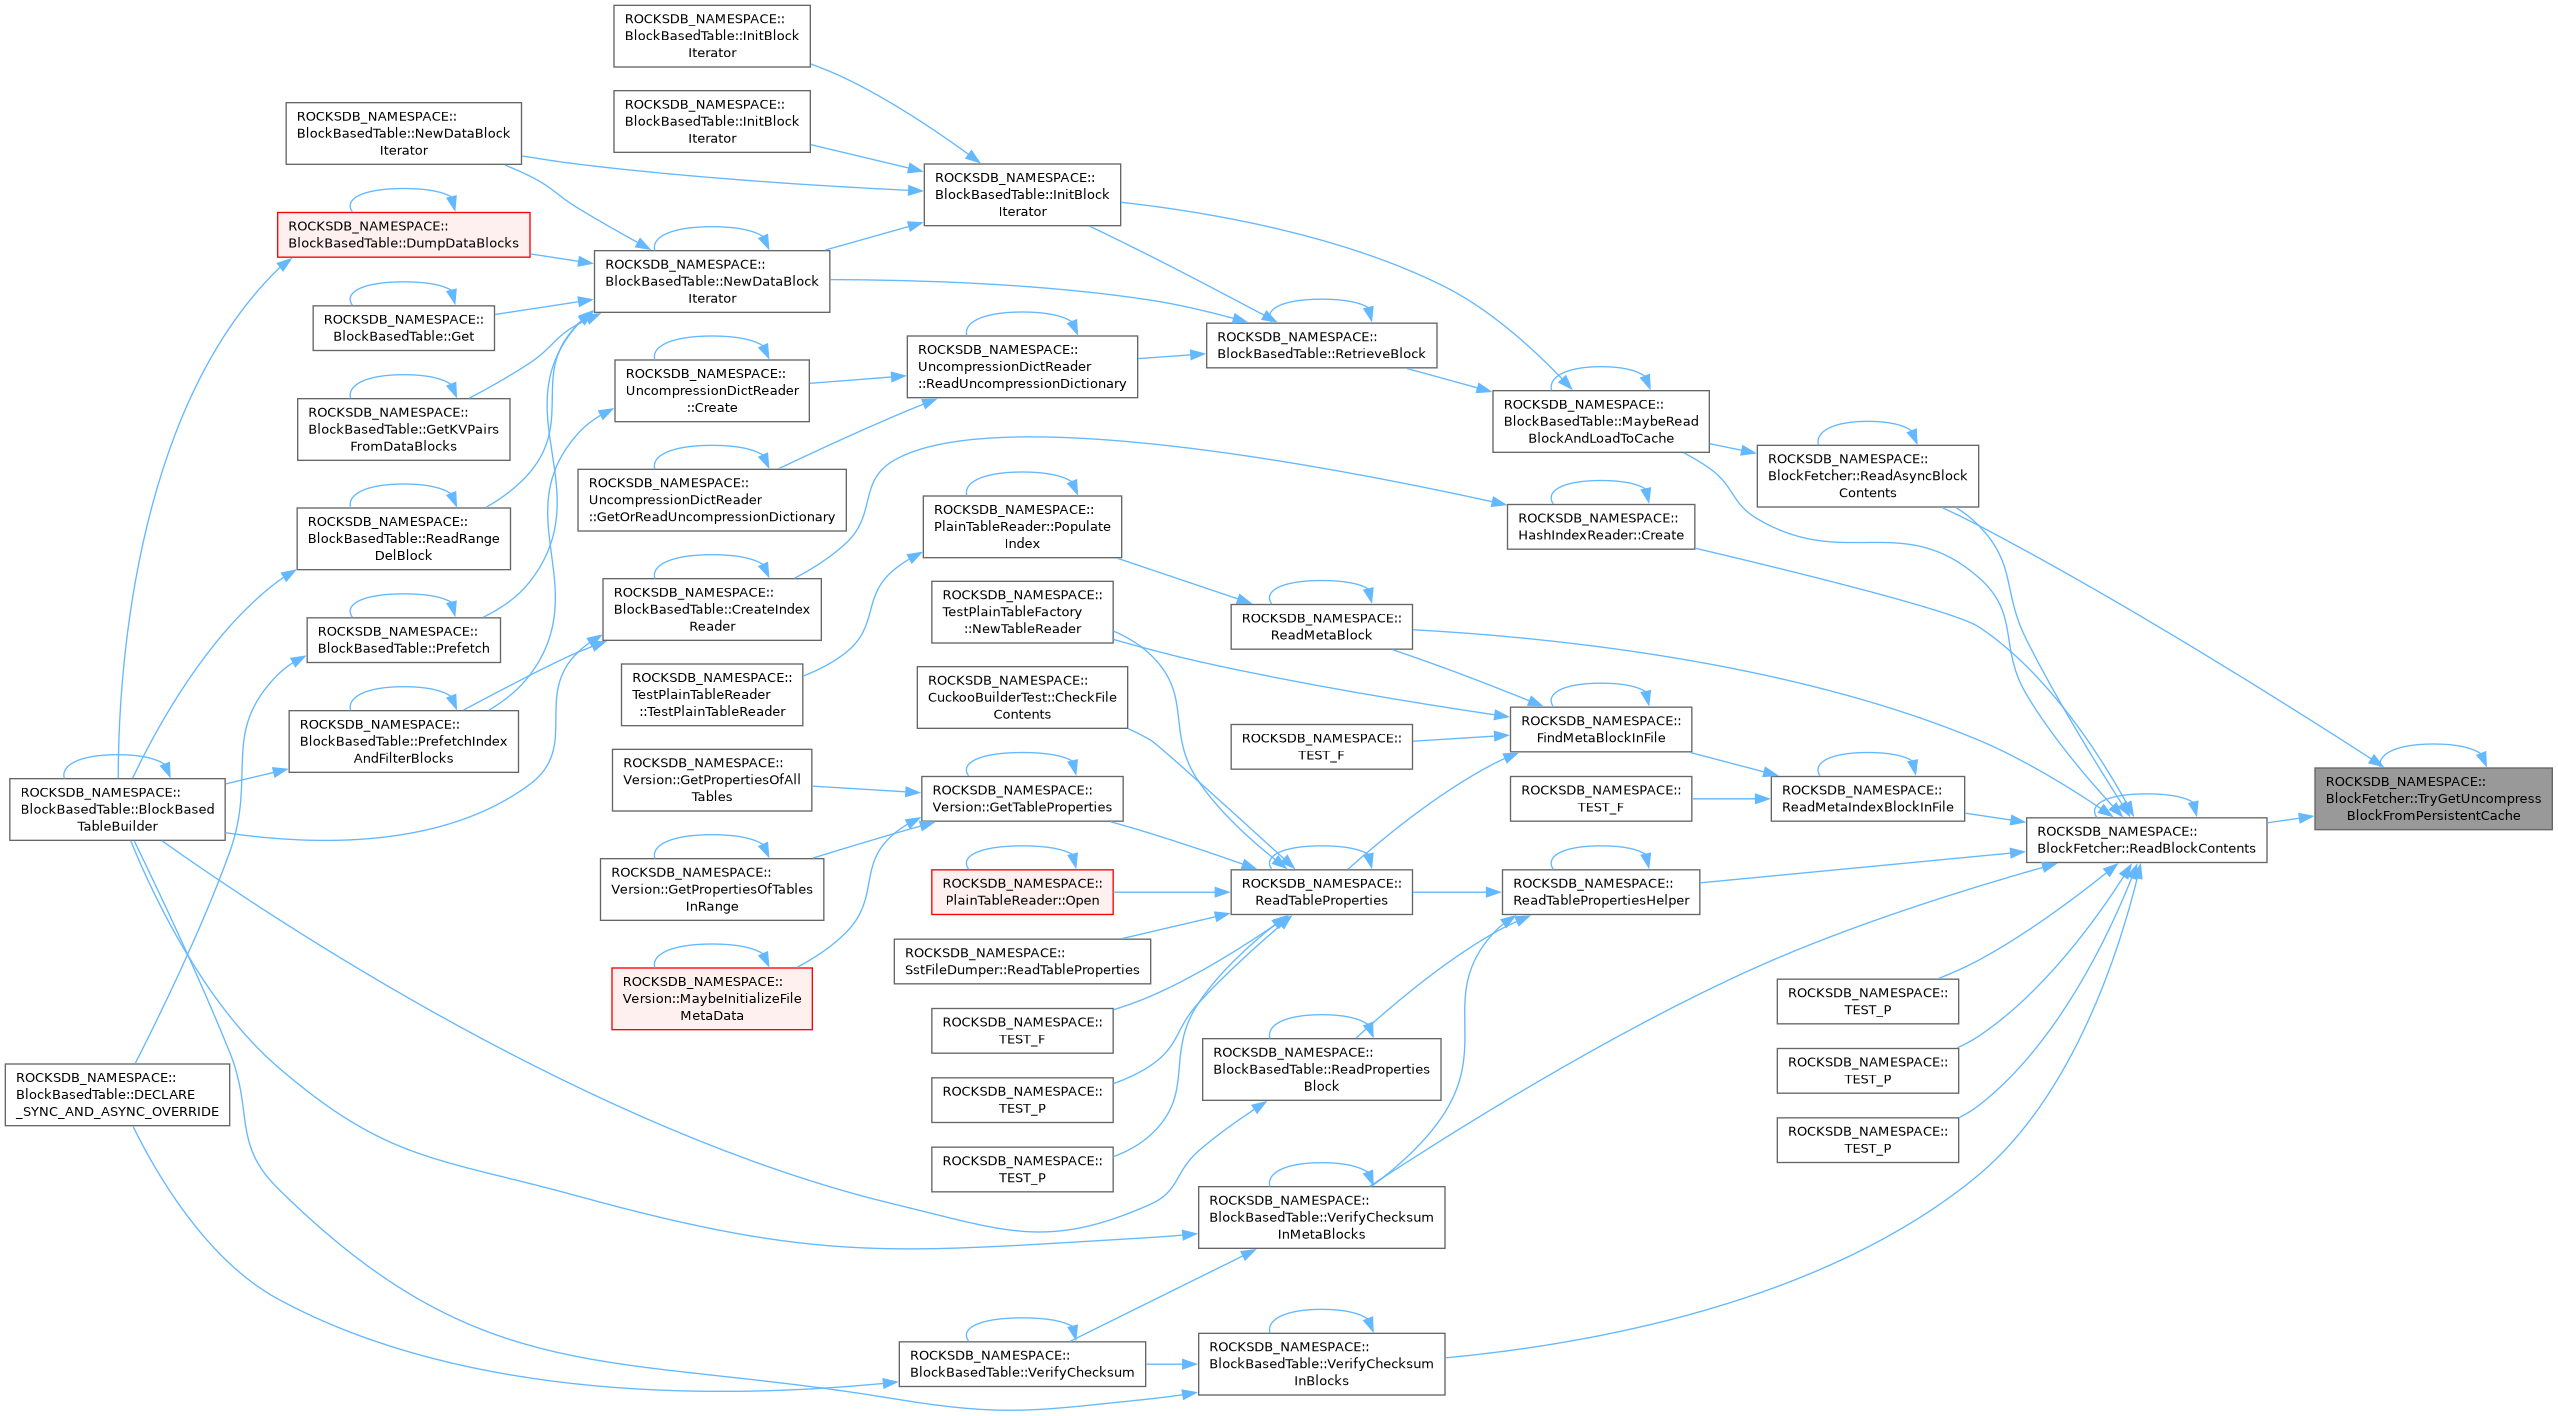 ROCKSDB_NAMESPACE::
BlockBasedTable::InitBlock
Iterator
ROCKSDB_NAMESPACE::
BlockBasedTable::InitBlock
Iterator
ROCKSDB_NAMESPACE::
BlockBasedTable::NewDataBlock
Iterator
ROCKSDB_NAMESPACE::
BlockBasedTable::InitBlock
Iterator
ROCKSDB_NAMESPACE::
BlockBasedTable::DumpDataBlocks
ROCKSDB_NAMESPACE::
BlockBasedTable::NewDataBlock
Iterator
ROCKSDB_NAMESPACE::
BlockBasedTable::Get
ROCKSDB_NAMESPACE::
BlockBasedTable::RetrieveBlock
ROCKSDB_NAMESPACE::
UncompressionDictReader
::ReadUncompressionDictionary
ROCKSDB_NAMESPACE::
UncompressionDictReader
::Create
ROCKSDB_NAMESPACE::
BlockBasedTable::MaybeRead
BlockAndLoadToCache
ROCKSDB_NAMESPACE::
BlockBasedTable::GetKVPairs
FromDataBlocks
ROCKSDB_NAMESPACE::
BlockFetcher::ReadAsyncBlock
Contents
ROCKSDB_NAMESPACE::
UncompressionDictReader
::GetOrReadUncompressionDictionary
ROCKSDB_NAMESPACE::
PlainTableReader::Populate
Index
ROCKSDB_NAMESPACE::
HashIndexReader::Create
ROCKSDB_NAMESPACE::
BlockBasedTable::ReadRange
DelBlock
ROCKSDB_NAMESPACE::
BlockBasedTable::CreateIndex
Reader
ROCKSDB_NAMESPACE::
TestPlainTableFactory
::NewTableReader
ROCKSDB_NAMESPACE::
ReadMetaBlock
ROCKSDB_NAMESPACE::
BlockBasedTable::Prefetch
ROCKSDB_NAMESPACE::
TestPlainTableReader
::TestPlainTableReader
ROCKSDB_NAMESPACE::
CuckooBuilderTest::CheckFile
Contents
ROCKSDB_NAMESPACE::
FindMetaBlockInFile
ROCKSDB_NAMESPACE::
BlockBasedTable::PrefetchIndex
AndFilterBlocks
ROCKSDB_NAMESPACE::
TEST_F
ROCKSDB_NAMESPACE::
Version::GetPropertiesOfAll
Tables
ROCKSDB_NAMESPACE::
BlockFetcher::TryGetUncompress
BlockFromPersistentCache
ROCKSDB_NAMESPACE::
BlockBasedTable::BlockBased
TableBuilder
ROCKSDB_NAMESPACE::
Version::GetTableProperties
ROCKSDB_NAMESPACE::
TEST_F
ROCKSDB_NAMESPACE::
ReadMetaIndexBlockInFile
ROCKSDB_NAMESPACE::
BlockFetcher::ReadBlockContents
ROCKSDB_NAMESPACE::
Version::GetPropertiesOfTables
InRange
ROCKSDB_NAMESPACE::
PlainTableReader::Open
ROCKSDB_NAMESPACE::
ReadTableProperties
ROCKSDB_NAMESPACE::
ReadTablePropertiesHelper
ROCKSDB_NAMESPACE::
SstFileDumper::ReadTableProperties
ROCKSDB_NAMESPACE::
Version::MaybeInitializeFile
MetaData
ROCKSDB_NAMESPACE::
TEST_P
ROCKSDB_NAMESPACE::
TEST_F
ROCKSDB_NAMESPACE::
BlockBasedTable::ReadProperties
Block
ROCKSDB_NAMESPACE::
TEST_P
ROCKSDB_NAMESPACE::
BlockBasedTable::DECLARE
_SYNC_AND_ASYNC_OVERRIDE
ROCKSDB_NAMESPACE::
TEST_P
ROCKSDB_NAMESPACE::
TEST_P
ROCKSDB_NAMESPACE::
TEST_P
ROCKSDB_NAMESPACE::
BlockBasedTable::VerifyChecksum
InMetaBlocks
ROCKSDB_NAMESPACE::
BlockBasedTable::VerifyChecksum
ROCKSDB_NAMESPACE::
BlockBasedTable::VerifyChecksum
InBlocks